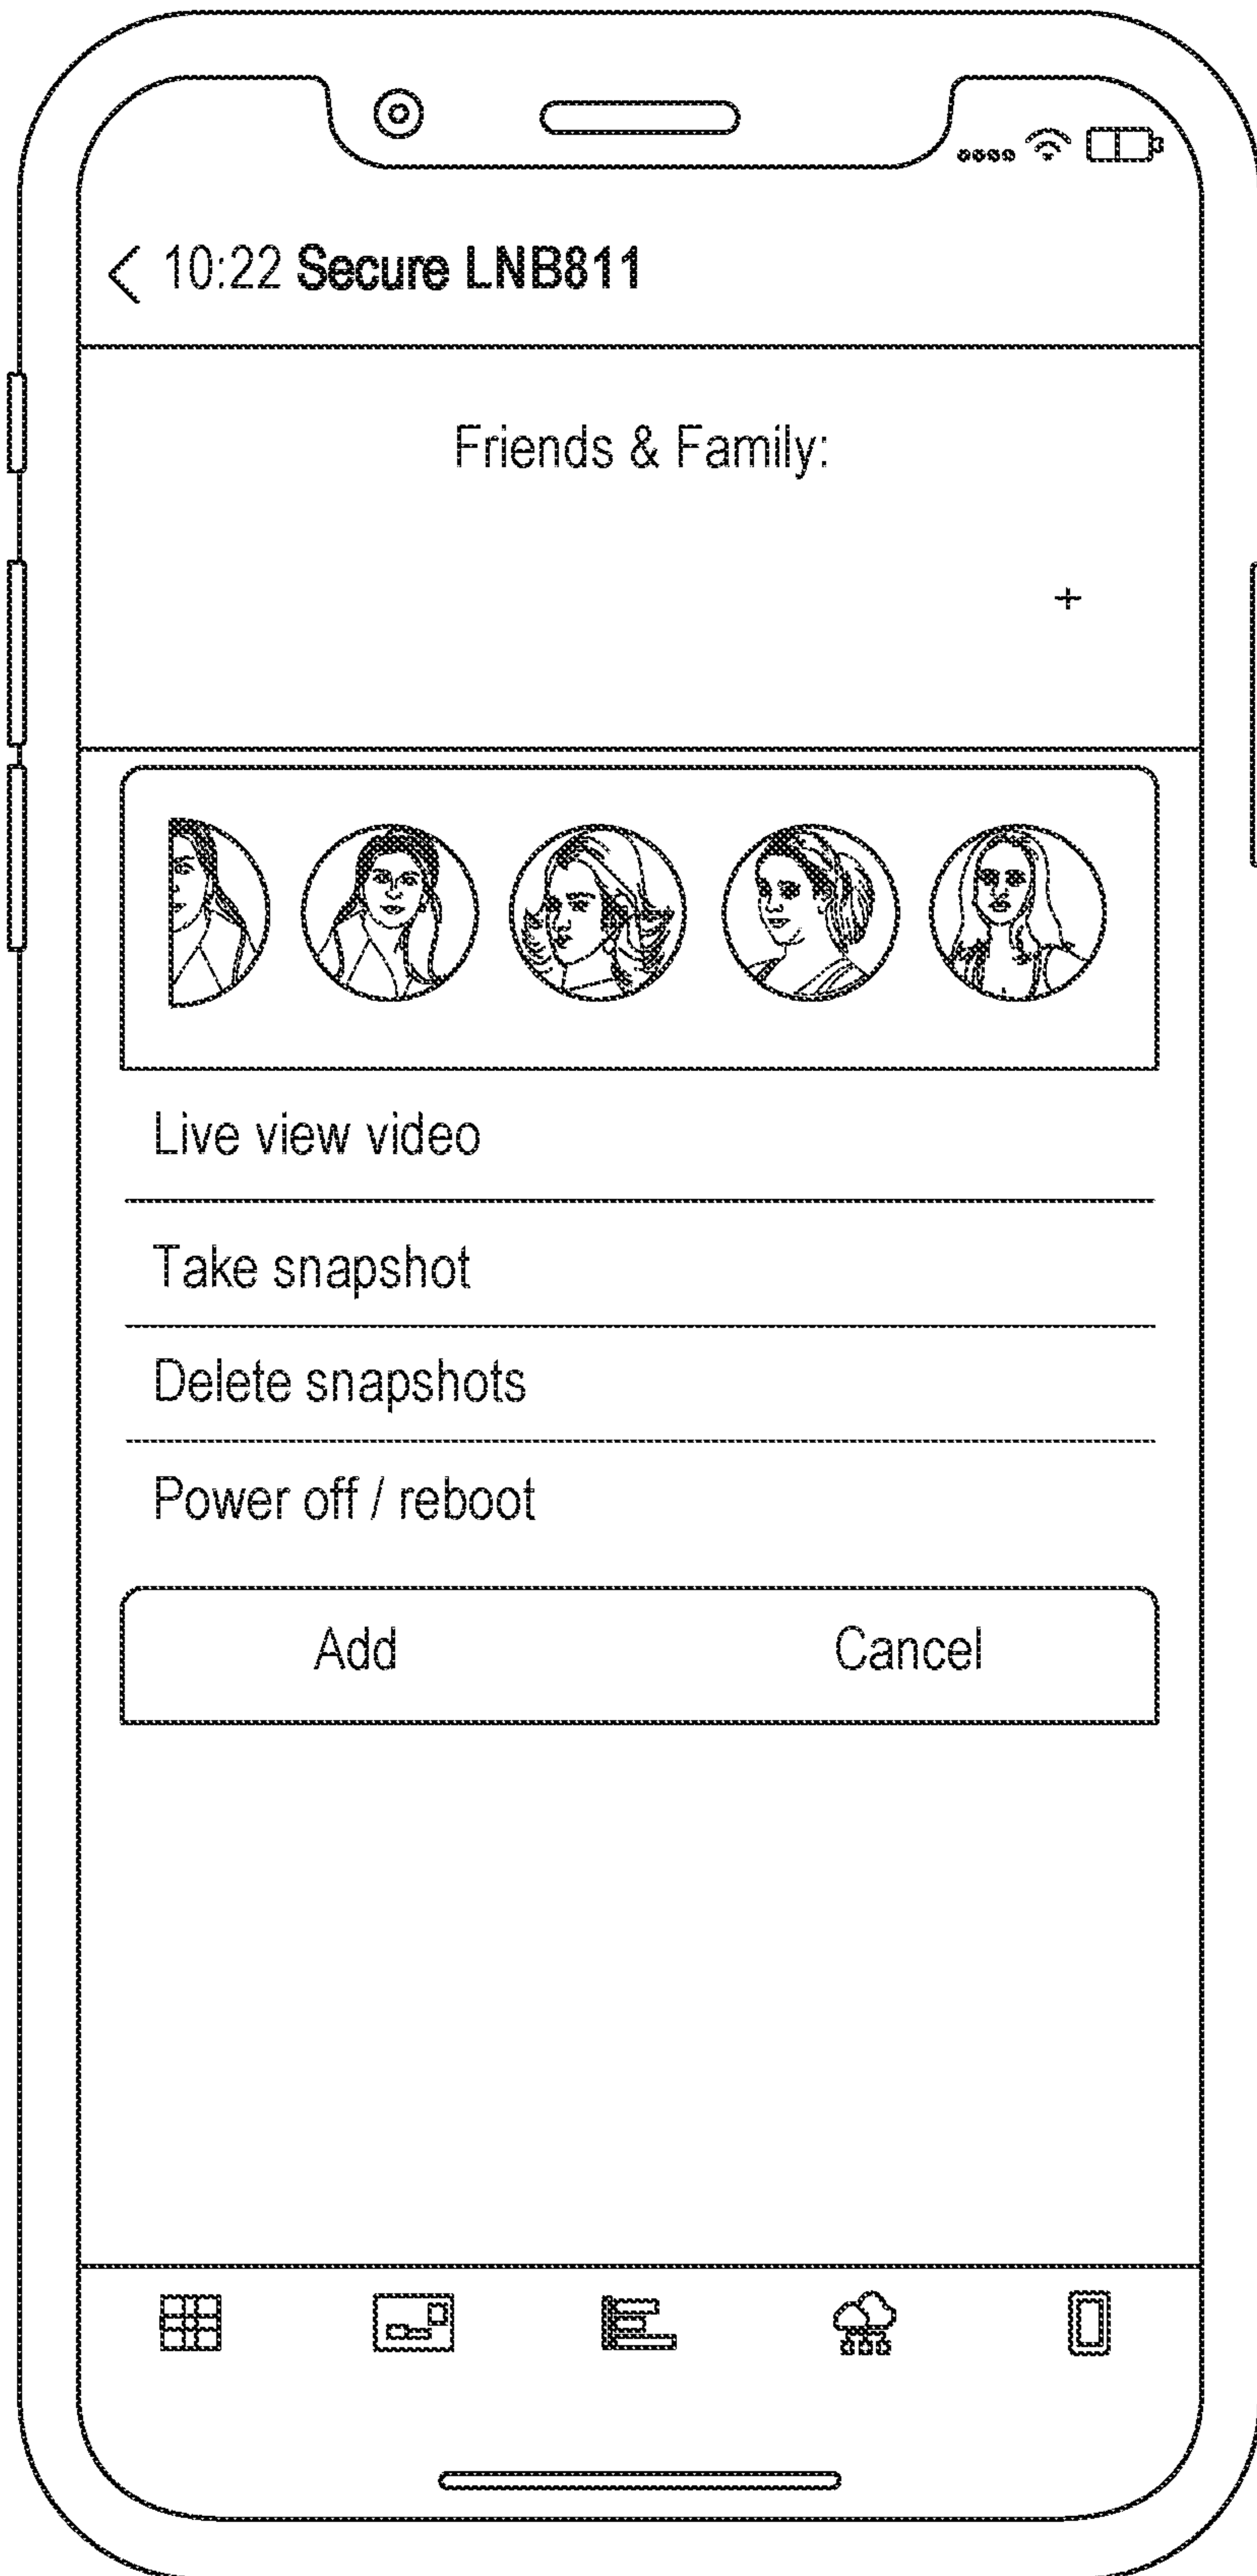 < 10:22 Secure LNB811
Friends & Family:
+
Live view video
Take snapshot
Delete snapshots
Power off / reboot
Add Cancel